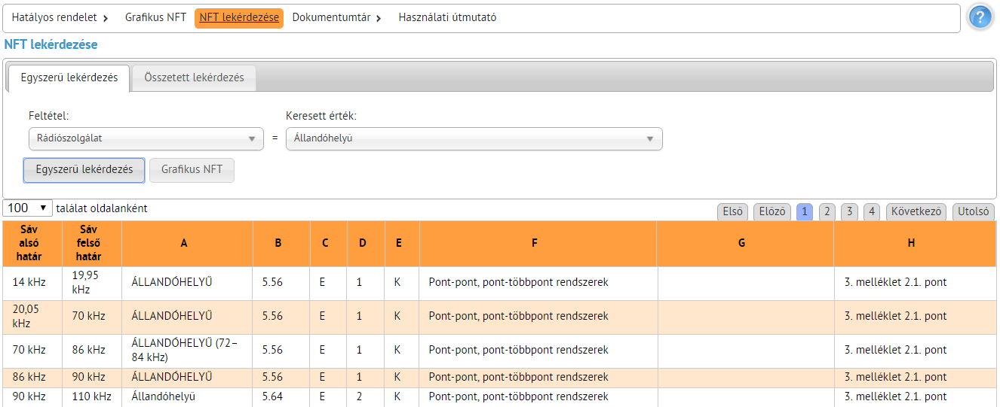 Hatályos rendelet Grafikus NFT NFT lekérdezése Dokumentumtár Használati útmutató ?
NFT lekérdezése
Egyszerű lekérdezés Összetett lekérdezés
Feltétel: Keresett érték:
Rádiószolgálat = Állandóhelyű
Egyszerű lekérdezés Grafikus NFT
100 találat oldalanként Első Előző 1 2 3 4 Következő Utolsó
Sáv alsó határ Sáv felső határ A B C D E F G H
14 kHz 19,95 kHz ÁLLANDÓHELYŰ 5.56 E 1 K Pont-pont, pont-többpont rendszerek 3. melléklet 2.1. pont
20,05 kHz 70 kHz ÁLLANDÓHELYŰ 5.56 E 1 K Pont-pont, pont-többpont rendszerek 3. melléklet 2.1. pont
70 kHz 86 kHz ÁLLANDÓHELYŰ (72–84 kHz) 5.56 E 1 K Pont-pont, pont-többpont rendszerek 3. melléklet 2.1. pont
86 kHz 90 kHz ÁLLANDÓHELYŰ 5.56 E 1 K Pont-pont, pont-többpont rendszerek 3. melléklet 2.1. pont
90 kHz 110 kHz Állandóhelyű 5.64 E 2 K Pont-pont, pont-többpont rendszerek 3. melléklet 2.1. pont